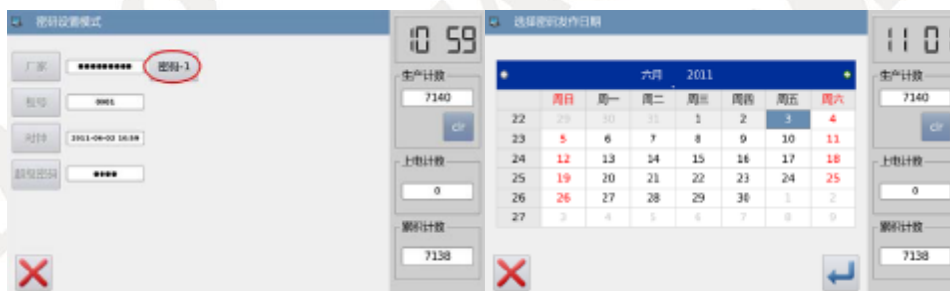 密码设置模式
10 59
厂家
●●●●●●●●●
密码-1
板号
0001
时钟
2011-06-03 10:59
超级密码
●●●●
生产计数
7140
clr
上电计数
0
累积计数
7138
选择密码发作日期
11 0
六月 2011
周日 周一 周二 周三 周四 周五 周六
22 29 30 31 1 2 3 4
23 5 6 7 8 9 10 11
24 12 13 14 15 16 17 18
25 19 20 21 22 23 24 25
26 26 27 28 29 30 1 2
27 3 4 5 6 7 8 9
生产计数
7140
clr
上电计数
0
累积计数
7138